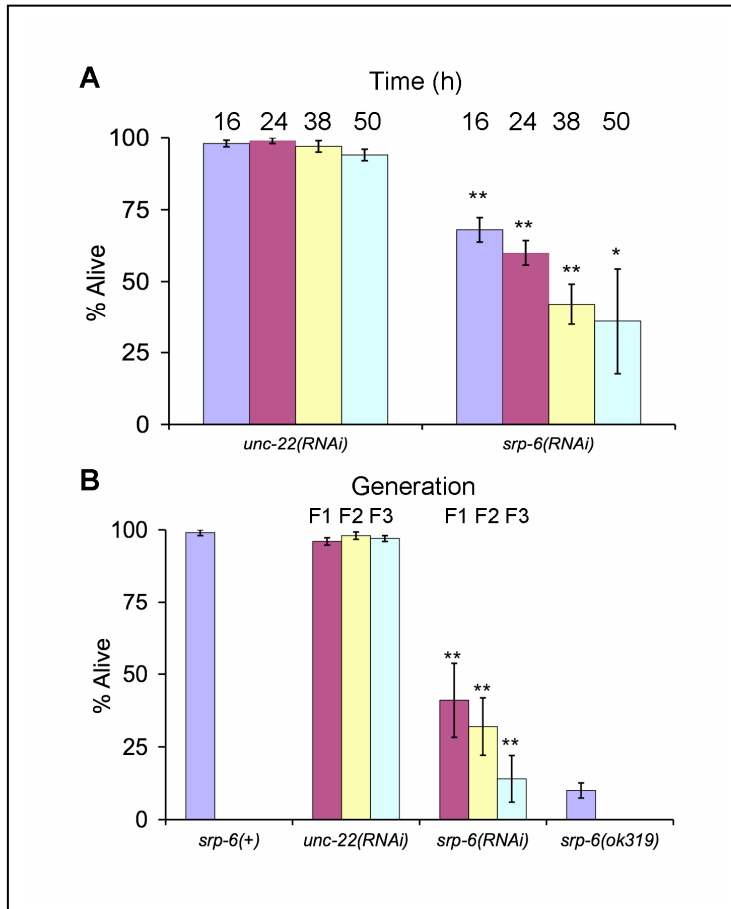 A
Time (h)
16 24 38 50 16 24 38 50
100
75
50
25
0
% Alive
** ** ** *
unc-22(RNAi) srp-6(RNAi)
B
Generation
F1 F2 F3 F1 F2 F3
100
75
50
25
0
% Alive
** ** **
srp-6(+) unc-22(RNAi) srp-6(RNAi) srp-6(ok319)